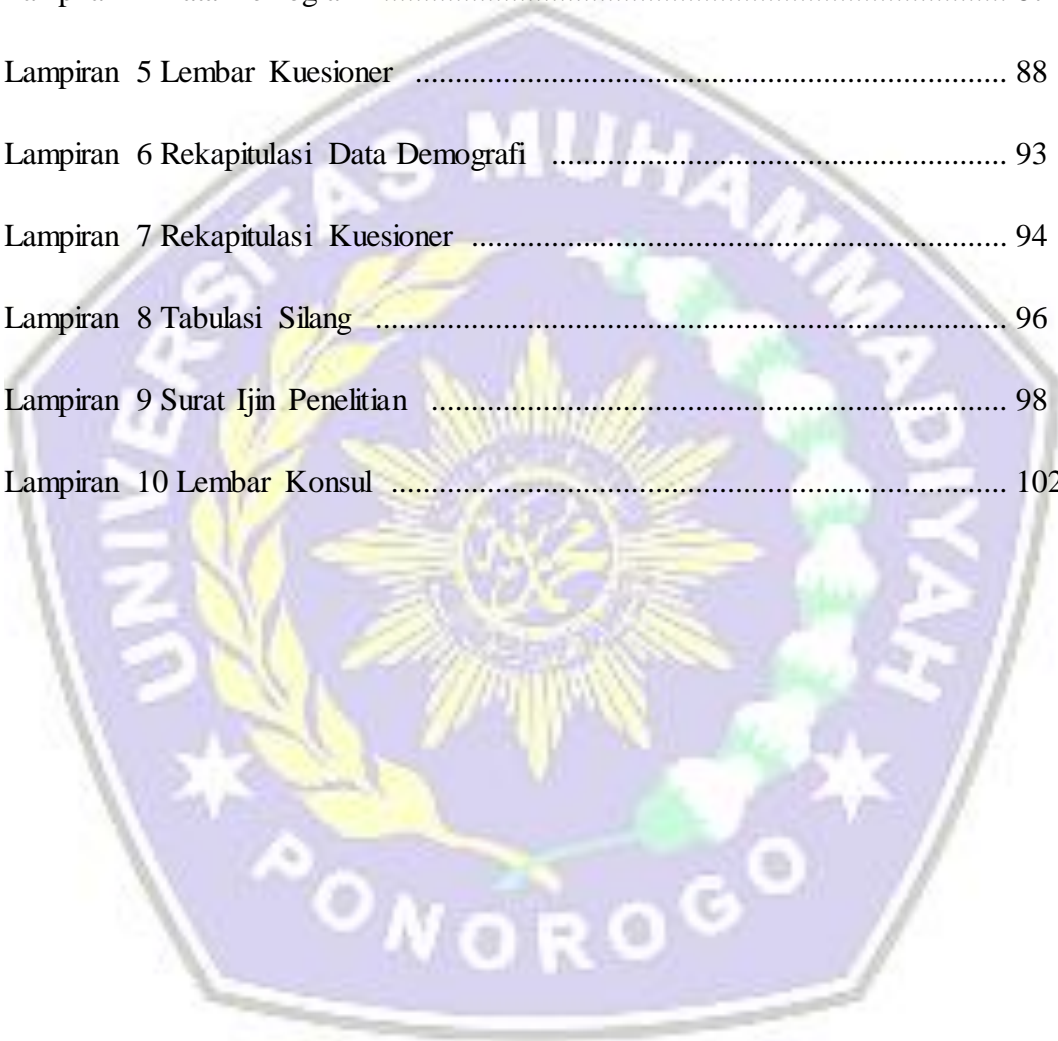 Lampiran 5 Lembar Kuesioner ................................ 88
Lampiran 6 Rekapitulasi Data Demografi ................................ 93
Lampiran 7 Rekapitulasi Kuesioner ................................ 94
Lampiran 8 Tabulasi Silang ................................ 96
Lampiran 9 Surat Ijin Penelitian ................................ 98
Lampiran 10 Lembar Konsul ................................ 102
UNIVERSITAS MUHAMMADIYAH
PONOROGO